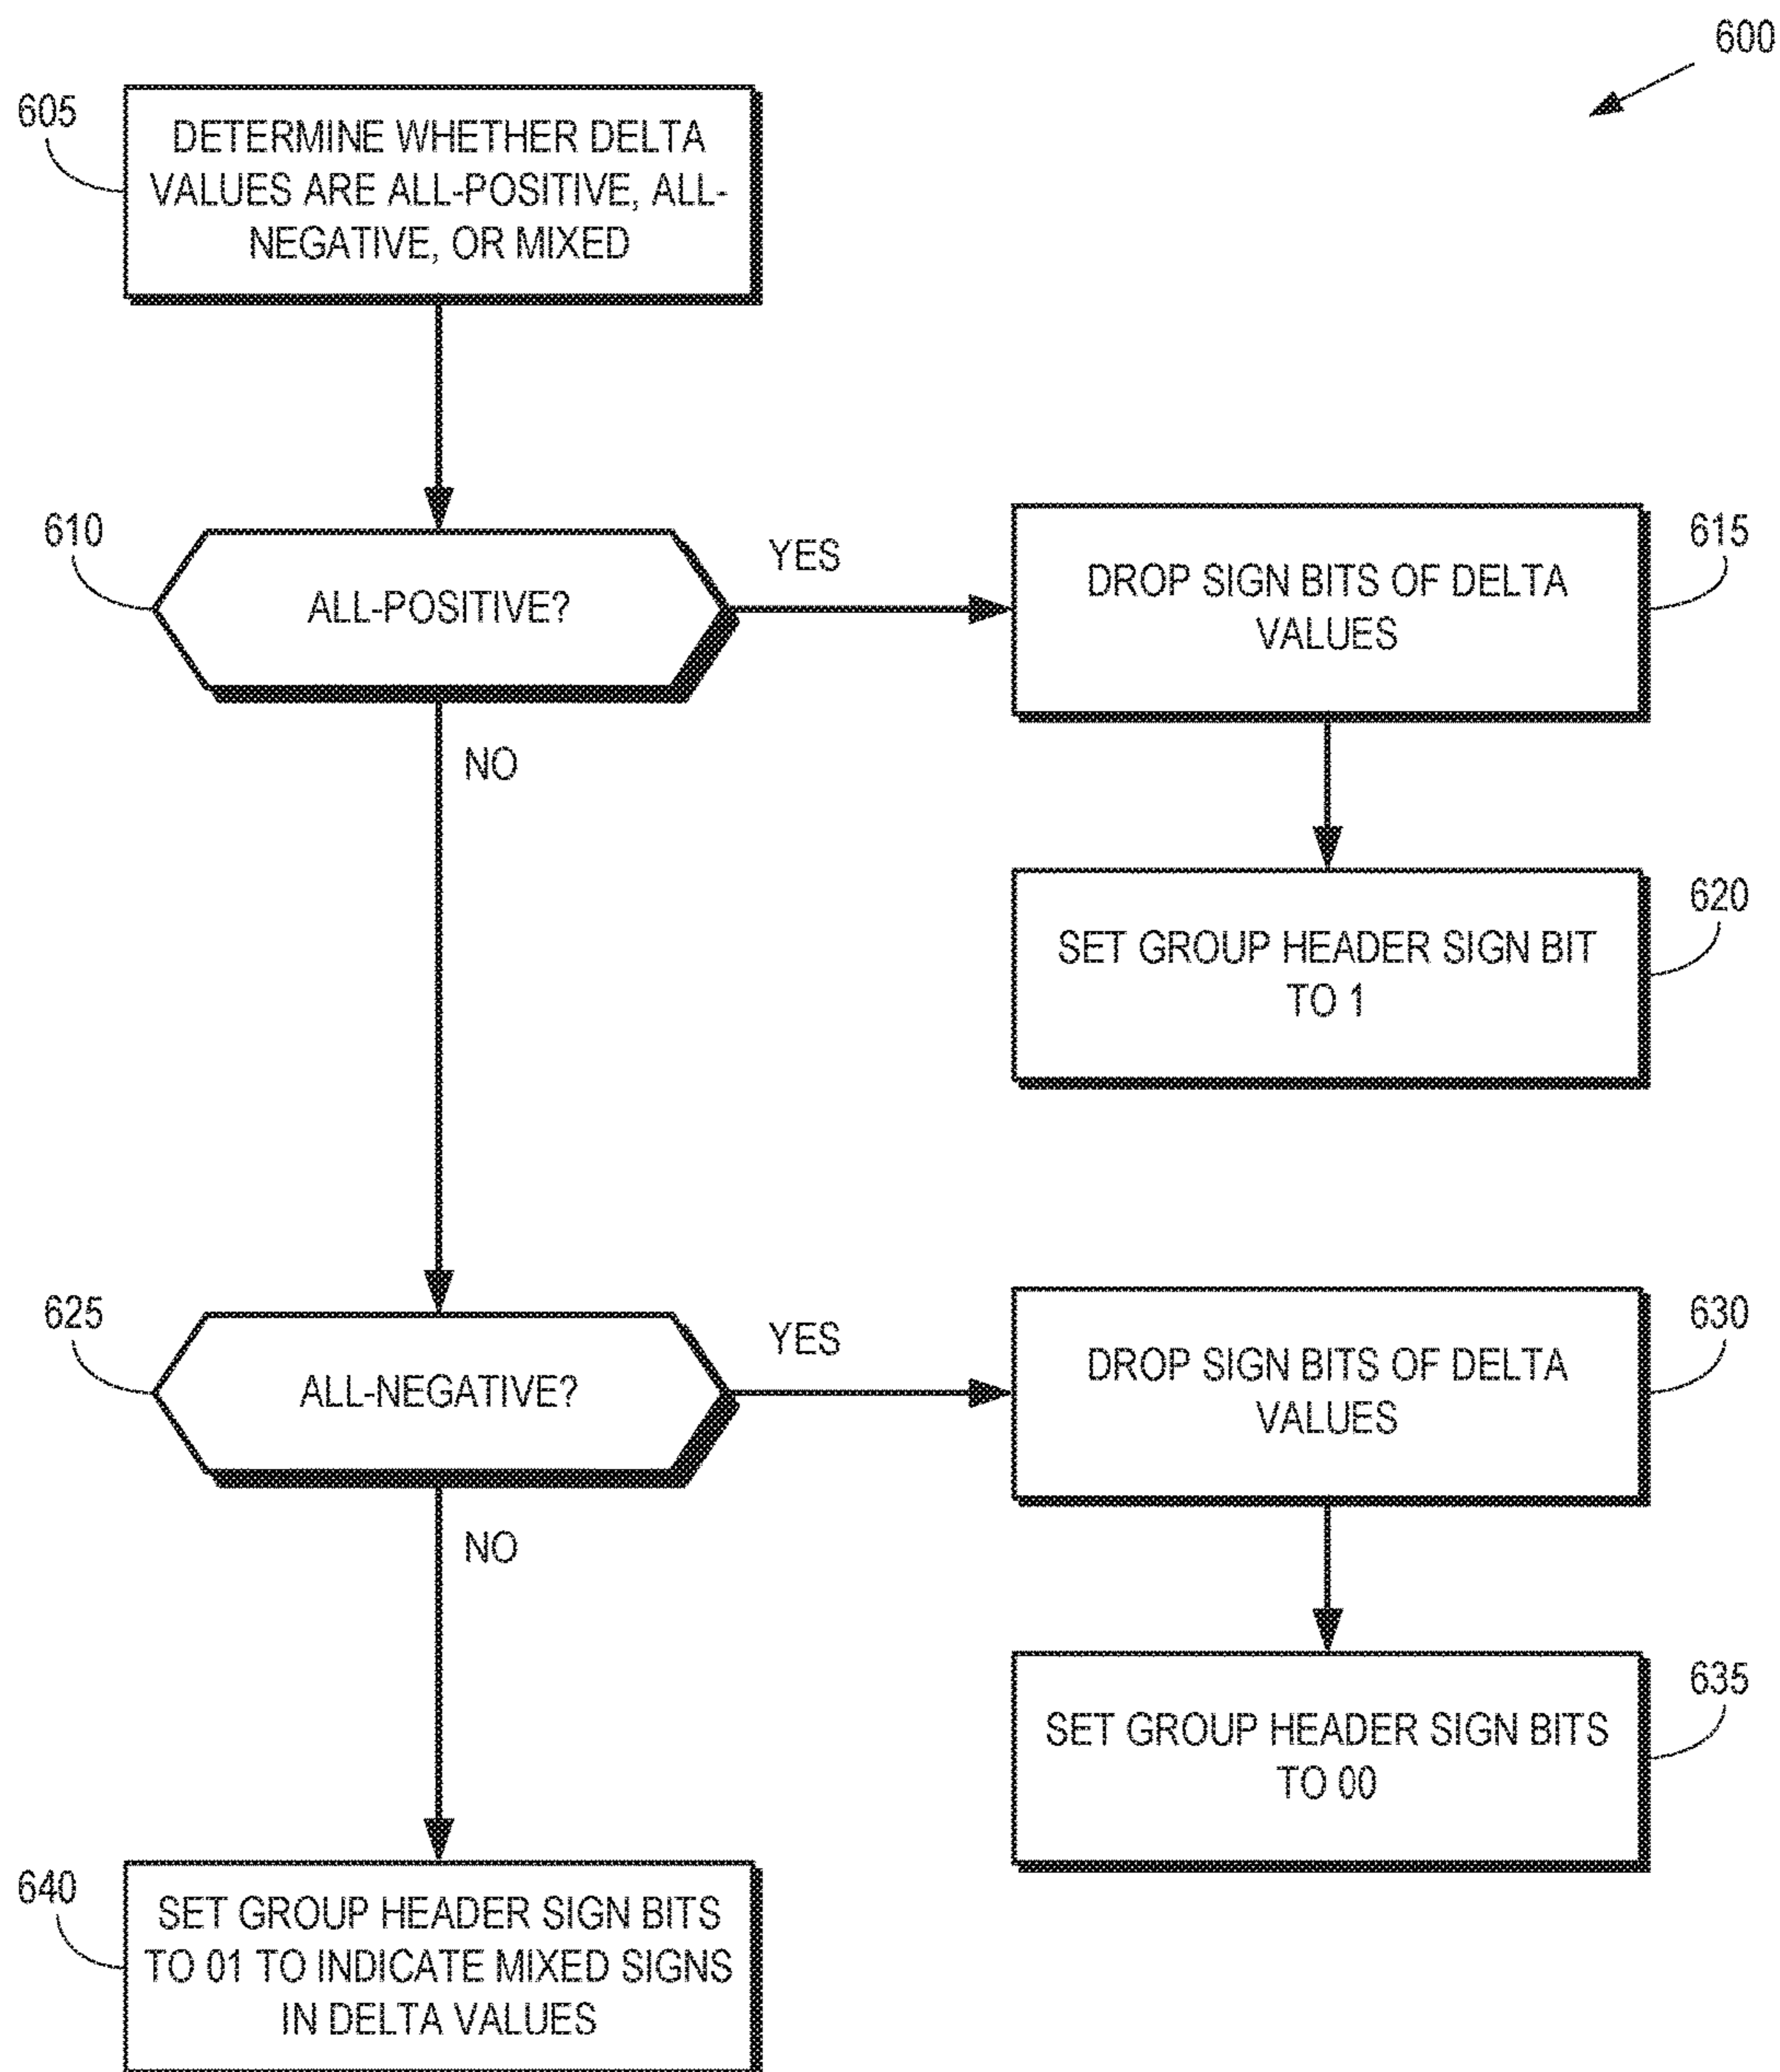 600
605
DETERMINE WHETHER DELTA
VALUES ARE ALL-POSITIVE, ALL-
NEGATIVE, OR MIXED
610
ALL-POSITIVE?
YES
NO
615
DROP SIGN BITS OF DELTA
VALUES
620
SET GROUP HEADER SIGN BIT
TO 1
625
ALL-NEGATIVE?
YES
NO
630
DROP SIGN BITS OF DELTA
VALUES
635
SET GROUP HEADER SIGN BITS
TO 00
640
SET GROUP HEADER SIGN BITS
TO 01 TO INDICATE MIXED SIGNS
IN DELTA VALUES